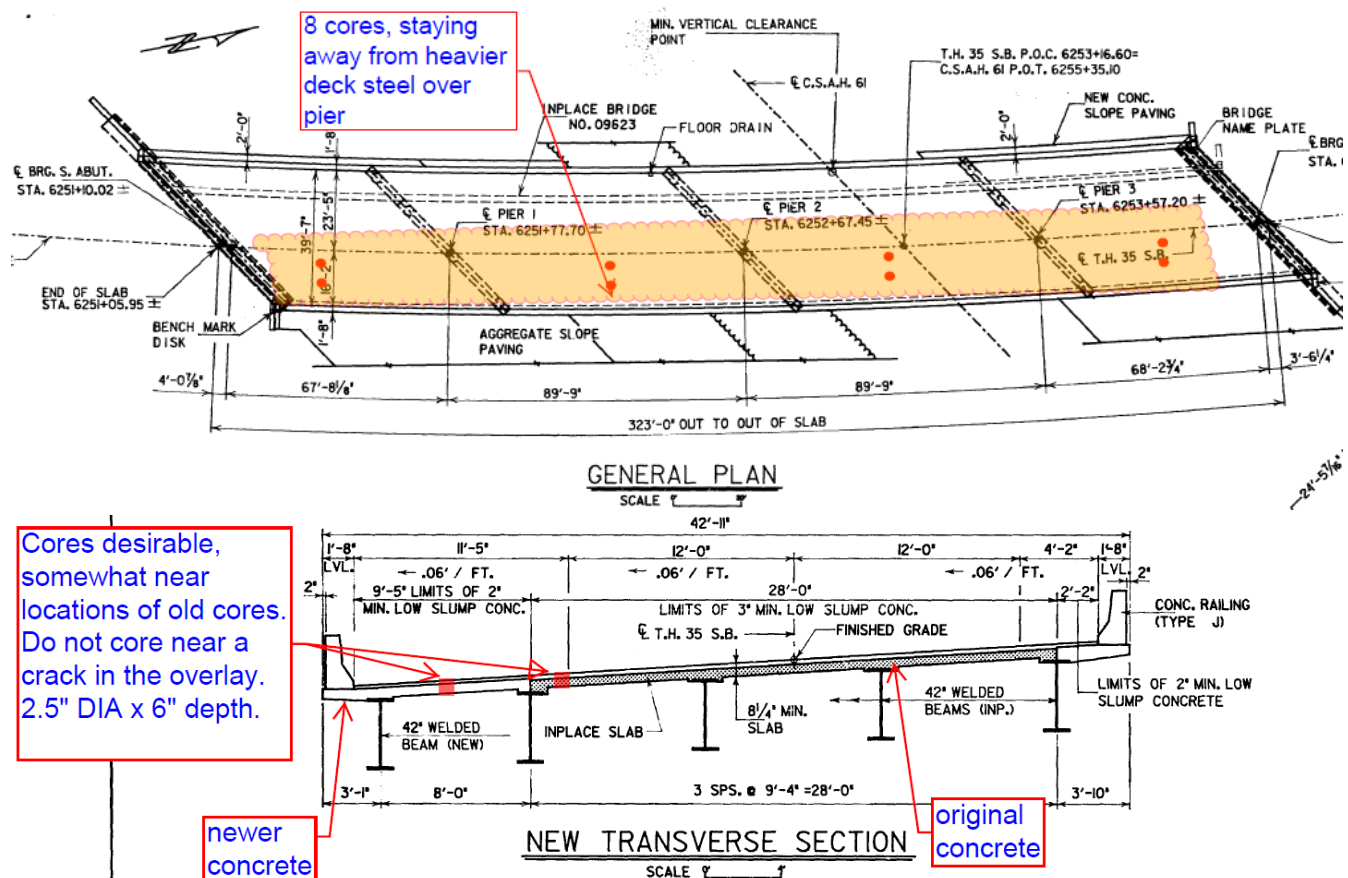 8 cores, staying
away from heavier
deck steel over
pier
MIN. VERTICAL CLEARANCE
POINT
℄ C.S.A.H. 61
T.H. 35 S.B. P.O.C. 6253+16.60=
C.S.A.H. 61 P.O.T. 6255+35.10
NEW CONC.
SLOPE PAVING
BRIDGE
NAME PLATE
INPLACE BRIDGE
NO. 09623
FLOOR DRAIN
2'-0"
1'-8"
2'-0"
℄ BRG. S. ABUT.
STA. 6251+10.02 ±
℄ BRG
STA.
39'-7"
23'-5"
16'-2"
1'-8"
℄ PIER 1
STA. 6251+77.70 ±
℄ PIER 2
STA. 6252+67.45 ±
℄ PIER 3
STA. 6253+57.20 ±
℄ T.H. 35 S.B.
END OF SLAB
STA. 6251+05.95 ±
BENCH MARK
DISK
AGGREGATE SLOPE
PAVING
4'-0⅞"
67'-8⅛"
89'-9"
89'-9"
68'-2¾"
3'-6¼"
323'-0" OUT TO OUT OF SLAB
GENERAL PLAN
SCALE
24'-5⁷⁄₁₆"
Cores desirable,
somewhat near
locations of old cores.
Do not core near a
crack in the overlay.
2.5" DIA x 6" depth.
42'-11"
1'-8"
LVL.
11'-5"
12'-0"
12'-0"
4'-2"
1'-8"
LVL.
.06' / FT.
.06' / FT.
.06' / FT.
2"
2"
9'-5" LIMITS OF 2"
MIN. LOW SLUMP CONC.
28'-0"
LIMITS OF 3" MIN. LOW SLUMP CONC.
2'-2"
CONC. RAILING
(TYPE J)
℄ T.H. 35 S.B.
FINISHED GRADE
LIMITS OF 2" MIN. LOW
SLUMP CONCRETE
42" WELDED
BEAM (NEW)
INPLACE SLAB
8¼" MIN.
SLAB
42" WELDED
BEAMS (INP.)
3'-1"
8'-0"
3 SPS. @ 9'-4" =28'-0"
3'-10"
newer
concrete
original
concrete
NEW TRANSVERSE SECTION
SCALE